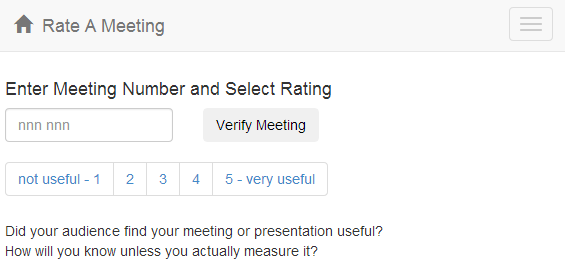 Rate A Meeting
Enter Meeting Number and Select Rating
nnn nnn Verify Meeting
not useful - 1 2 3 4 5 - very useful
Did your audience find your meeting or presentation useful?
How will you know unless you actually measure it?